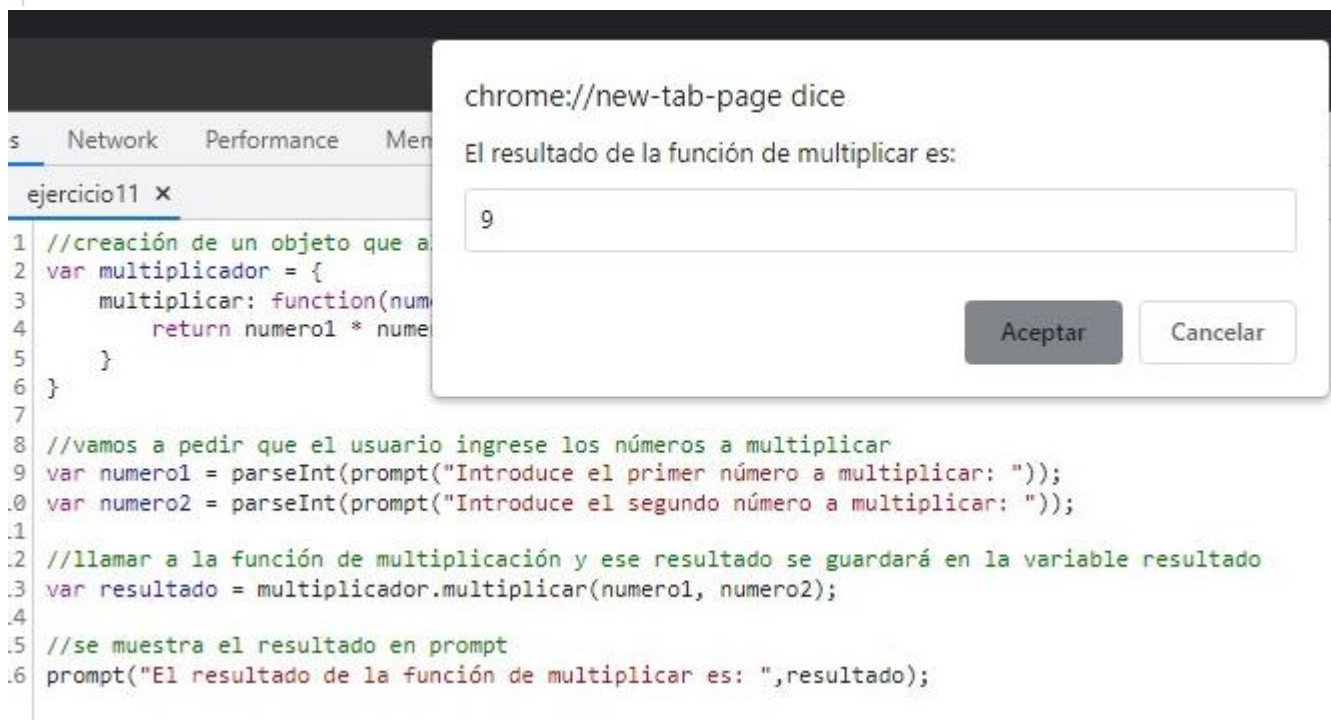 chrome://new-tab-page dice
El resultado de la función de multiplicar es:
9
Aceptar Cancelar
s Network Performance Mem
ejercicio11 ×
1 //creación de un objeto que a
2 var multiplicador = {
3 multiplicar: function(num
4 return numero1 * nume
5 }
6 }
7
8 //vamos a pedir que el usuario ingrese los números a multiplicar
9 var numero1 = parseInt(prompt("Introduce el primer número a multiplicar: "));
.0 var numero2 = parseInt(prompt("Introduce el segundo número a multiplicar: "));
.1
.2 //llamar a la función de multiplicación y ese resultado se guardará en la variable resultado
.3 var resultado = multiplicador.multiplicar(numero1, numero2);
.4
.5 //se muestra el resultado en prompt
.6 prompt("El resultado de la función de multiplicar es: ",resultado);